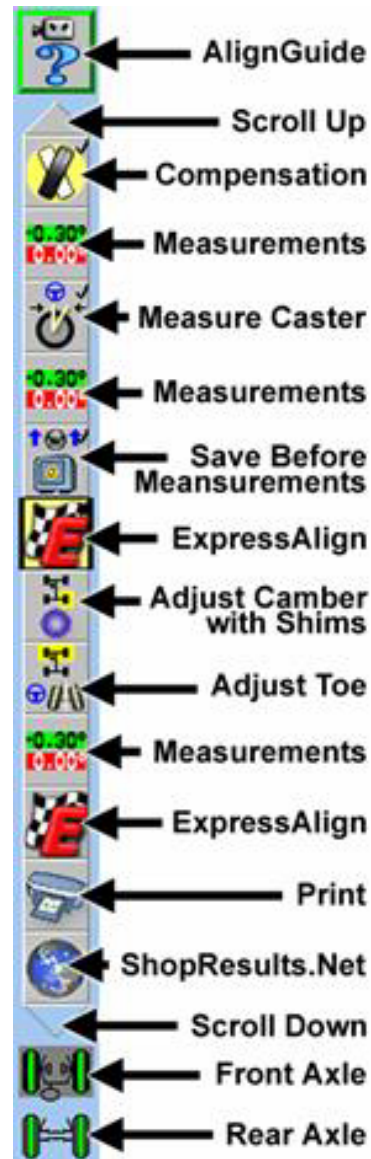 AlignGuide
Scroll Up
Compensation
-0.30°
0.00°
Measurements
Measure Caster
-0.30°
0.00°
Measurements
Save Before
Meansurements
E
ExpressAlign
Adjust Camber
with Shims
Adjust Toe
-0.30°
0.00°
Measurements
E
ExpressAlign
Print
ShopResults.Net
Scroll Down
Front Axle
Rear Axle